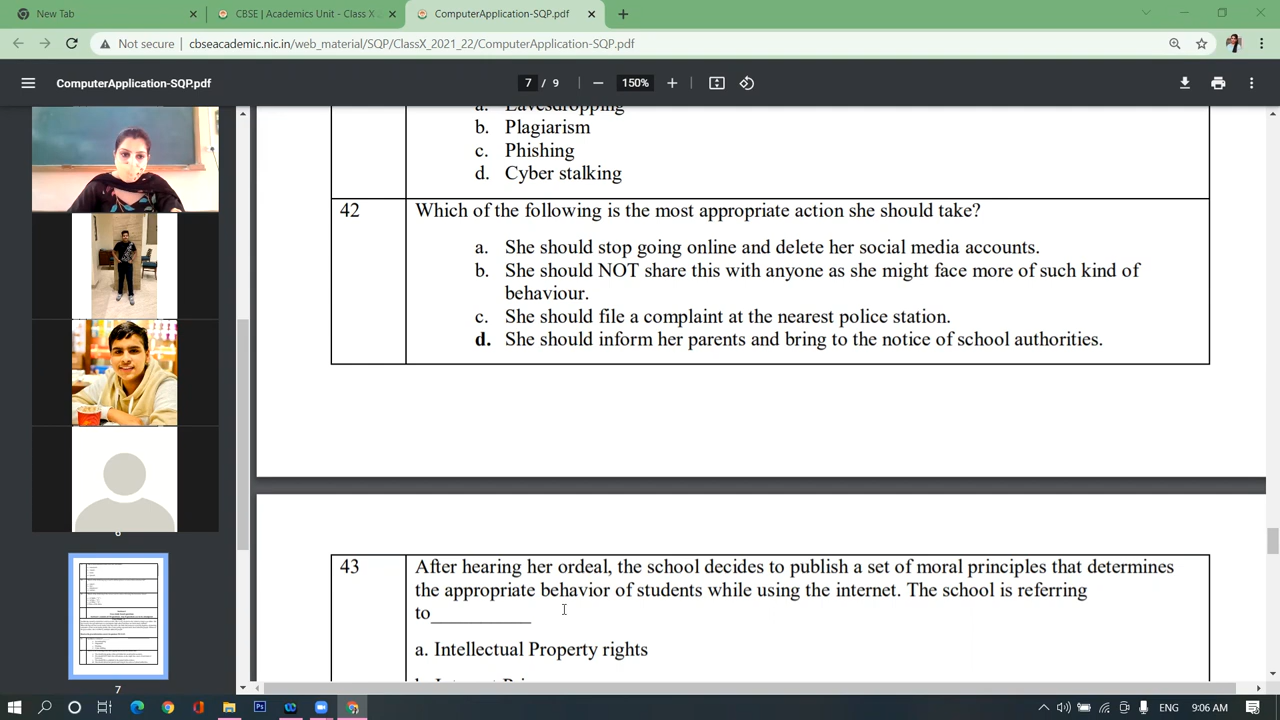 New Tab
CBSE | Academics Unit - Class X
ComputerApplication-SQP.pdf
Not secure
cbseacademic.nic.in/web_material/SQP/ClassX_2021_22/ComputerApplication-SQP.pdf
ComputerApplication-SQP.pdf
7 / 9
150%
a. Eavesdropping
b. Plagiarism
c. Phishing
d. Cyber stalking
42 Which of the following is the most appropriate action she should take?
a. She should stop going online and delete her social media accounts.
b. She should NOT share this with anyone as she might face more of such kind of
behaviour.
c. She should file a complaint at the nearest police station.
d. She should inform her parents and bring to the notice of school authorities.
6
43 After hearing her ordeal, the school decides to publish a set of moral principles that determines
the appropriate behavior of students while using the internet. The school is referring
to__________
a. Intellectual Property rights
7
ENG
9:06 AM